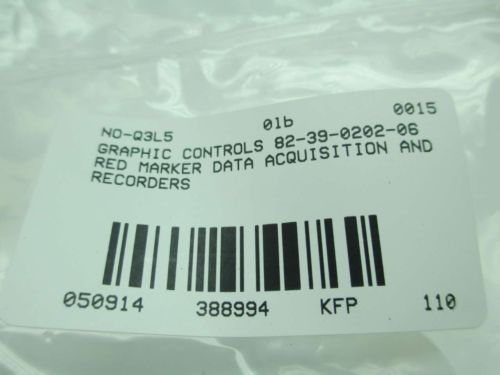 NO-Q3L5 01b 0015
GRAPHIC CONTROLS 82-39-0202-06
RED MARKER DATA ACQUISITION AND
RECORDERS
050914 388994 KFP 110